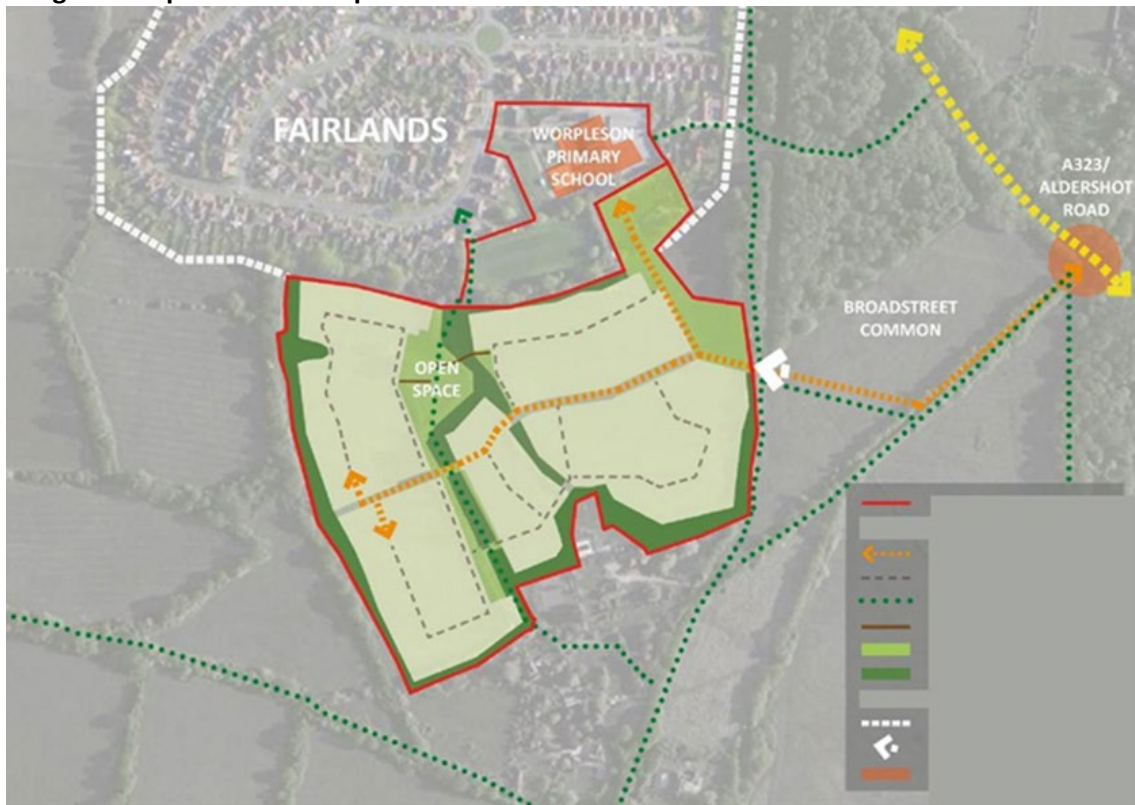 FAIRLANDS
WORPLESON
PRIMARY
SCHOOL
A323/
ALDERSHOT
ROAD
BROADSTREET
COMMON
OPEN
SPACE